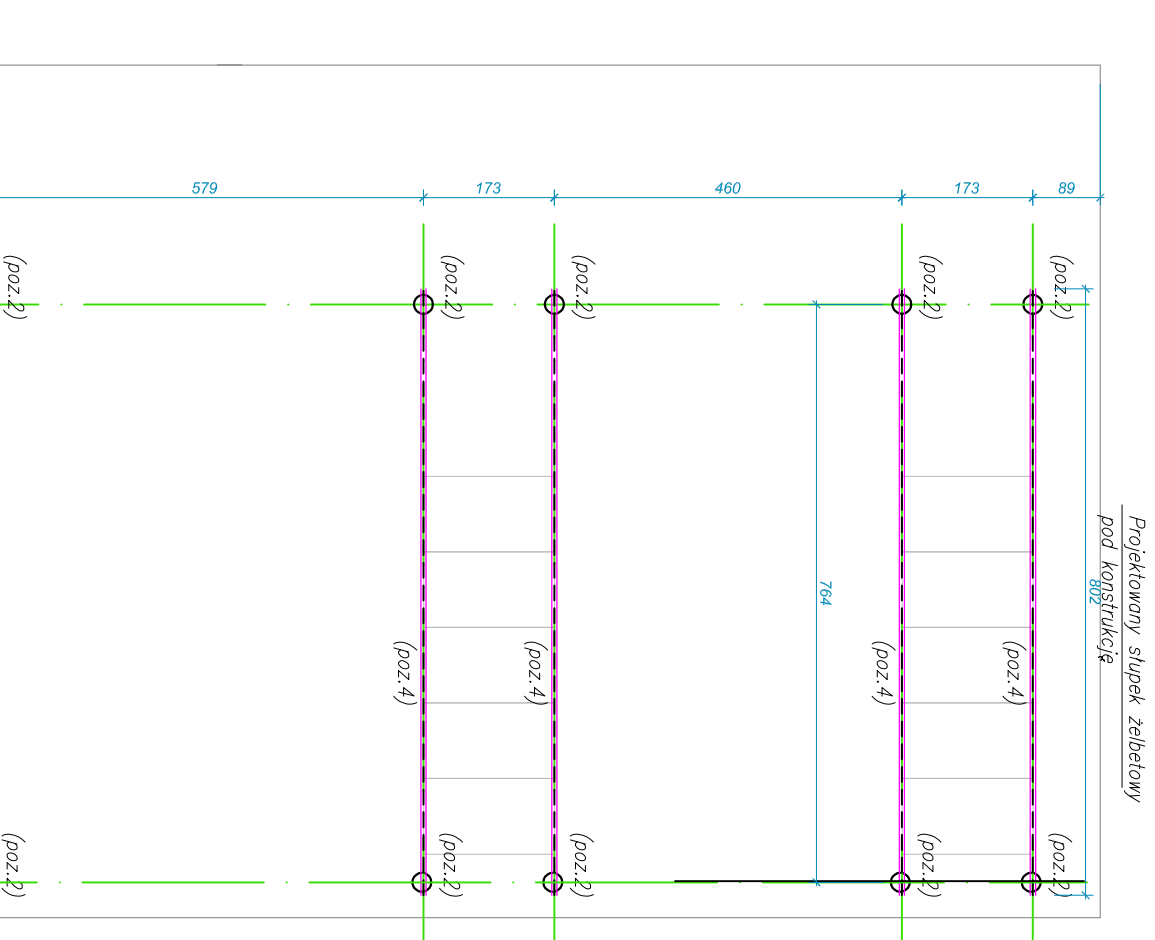 579
173
460
173
89
(poz.2)
(poz.2)
(poz.2)
(poz.2)
(poz.2)
764
802
Projektowany słupek żelbetowy
pod konstrukcję
(poz.4)
(poz.4)
(poz.4)
(poz.4)
(poz.2)
(poz.2)
(poz.2)
(poz.2)
(poz.2)